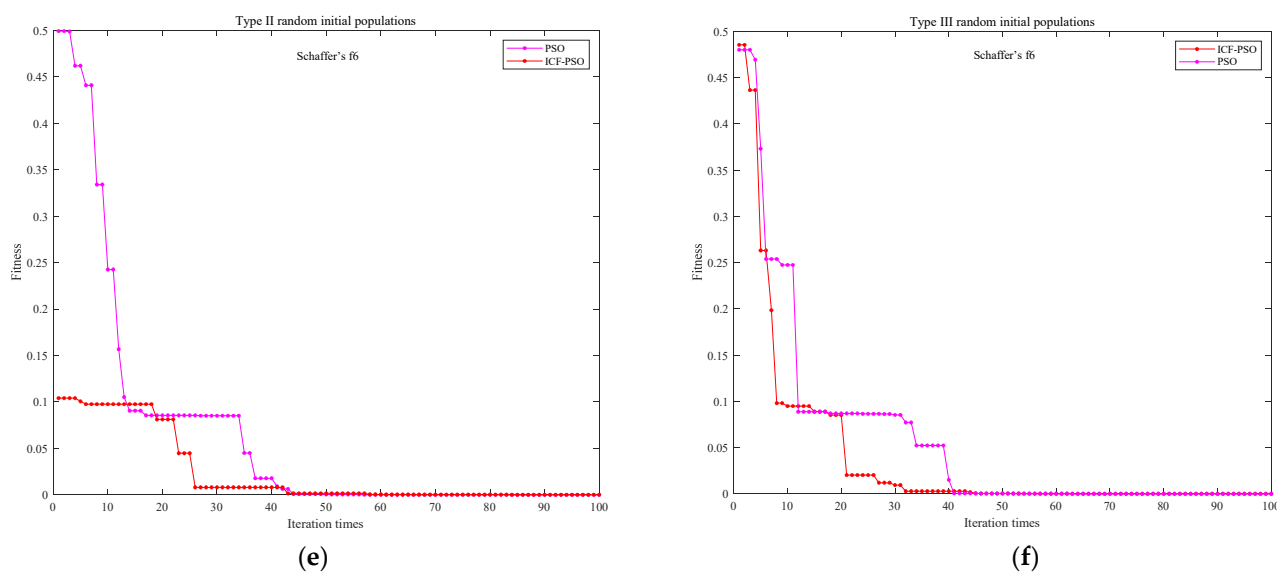 Type II random initial populations
Schaffer's f6
PSO
ICF-PSO
Fitness
0.5
0.45
0.4
0.35
0.3
0.25
0.2
0.15
0.1
0.05
0
0 10 20 30 40 50 60 70 80 90 100
Iteration times
(e)
Type III random initial populations
Schaffer's f6
ICF-PSO
PSO
Fitness
0.5
0.45
0.4
0.35
0.3
0.25
0.2
0.15
0.1
0.05
0
0 10 20 30 40 50 60 70 80 90 100
Iteration times
(f)